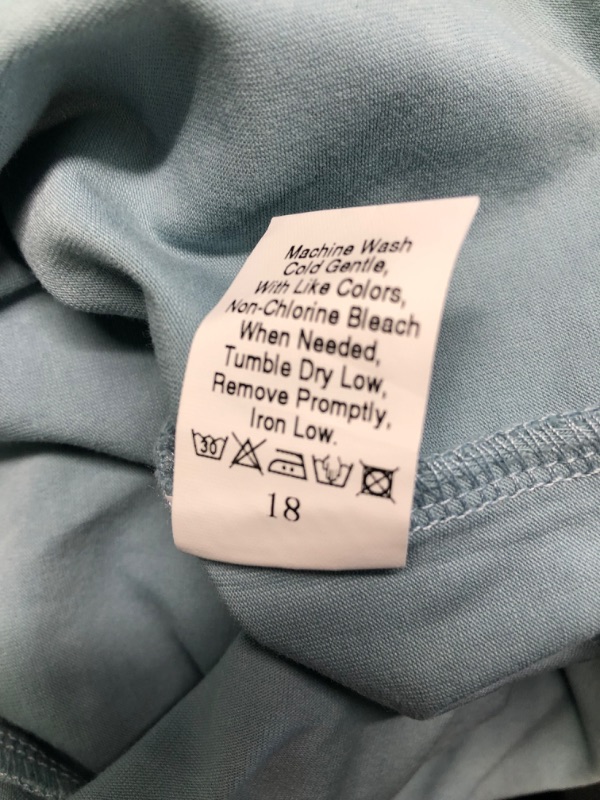 Machine Wash
Cold Gentle,
With Like Colors,
Non-Chlorine Bleach
When Needed,
Tumble Dry Low,
Remove Promptly,
Iron Low.
30
18